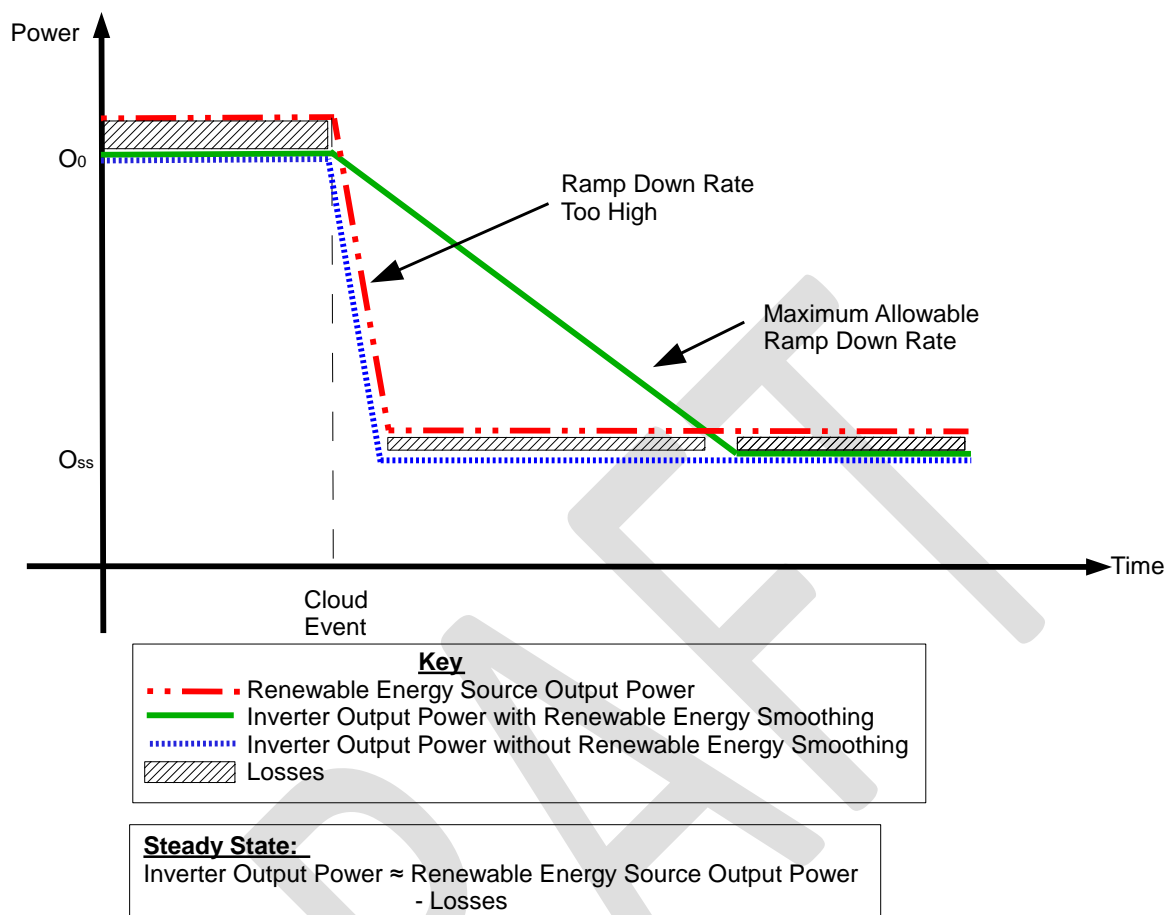 Power
O0
Ramp Down Rate
Too High
Maximum Allowable
Ramp Down Rate
Oss
Time
Cloud
Event
Key
Renewable Energy Source Output Power
Inverter Output Power with Renewable Energy Smoothing
Inverter Output Power without Renewable Energy Smoothing
Losses
Steady State:
Inverter Output Power ≈ Renewable Energy Source Output Power
- Losses
DRAFT